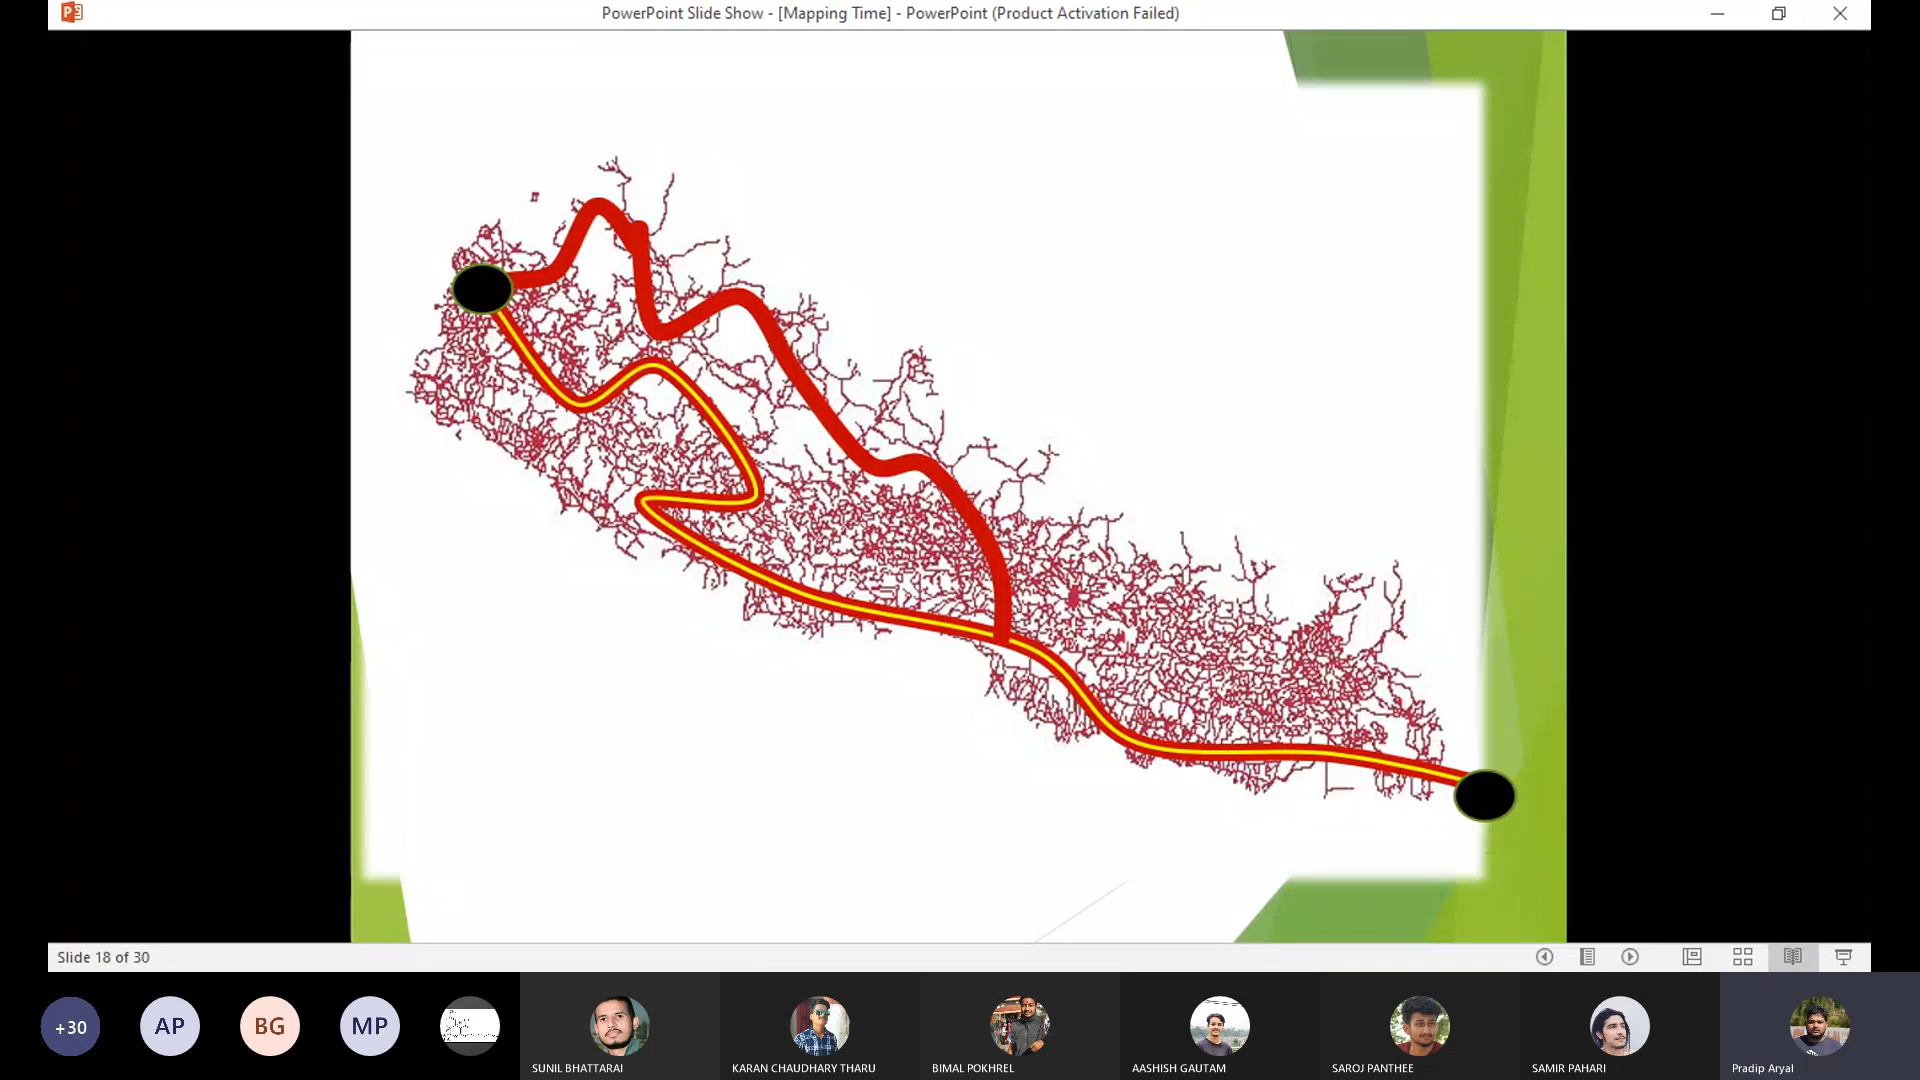 PowerPoint Slide Show - [Mapping Time] - PowerPoint (Product Activation Failed)
Slide 18 of 30
+30
AP
BG
MP
SUNIL BHATTARAI
KARAN CHAUDHARY THARU
BIMAL POKHREL
AASHISH GAUTAM
SAROJ PANTHEE
SAMIR PAHARI
Pradip Aryal